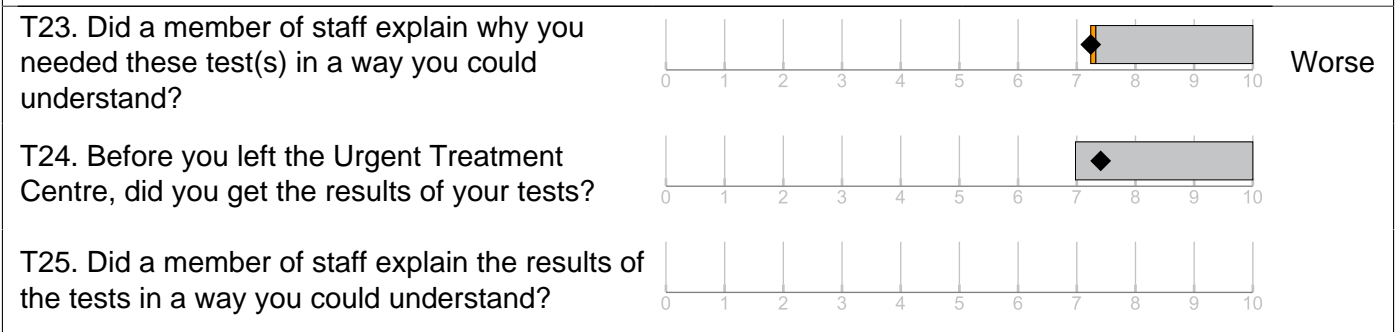 T23. Did a member of staff explain why you
needed these test(s) in a way you could
understand?
0 1 2 3 4 5 6 7 8 9 10
Worse
T24. Before you left the Urgent Treatment
Centre, did you get the results of your tests?
0 1 2 3 4 5 6 7 8 9 10
T25. Did a member of staff explain the results of
the tests in a way you could understand?
0 1 2 3 4 5 6 7 8 9 10